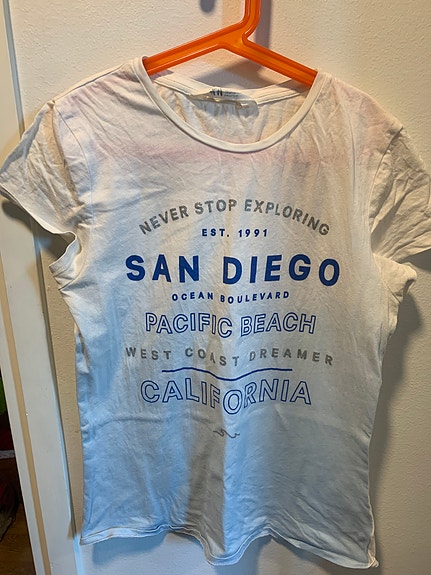 H&M
NEVER STOP EXPLORING
EST. 1991
SAN DIEGO
OCEAN BOULEVARD
PACIFIC BEACH
WEST COAST DREAMER
CALIFORNIA